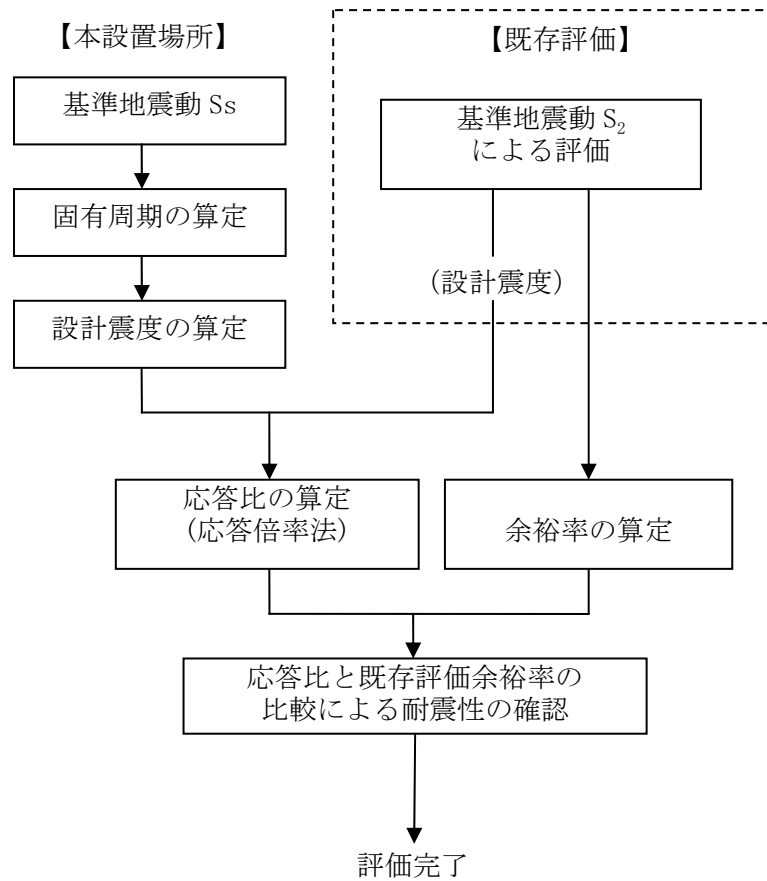 【本設置場所】
【既存評価】
基準地震動 Ss
基準地震動 S₂
による評価
固有周期の算定
(設計震度)
設計震度の算定
応答比の算定
(応答倍率法)
余裕率の算定
応答比と既存評価余裕率の
比較による耐震性の確認
評価完了